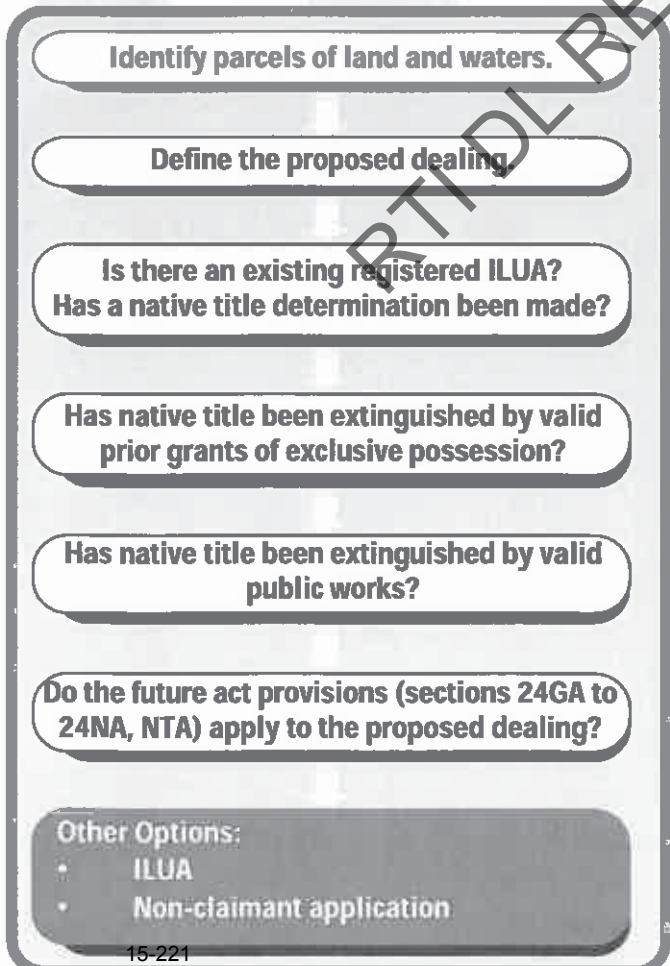 Identify parcels of land and waters.
Define the proposed dealing.
Is there an existing registered ILUA?
Has a native title determination been made?
Has native title been extinguished by valid
prior grants of exclusive possession?
Has native title been extinguished by valid
public works?
Do the future act provisions (sections 24GA to
24NA, NTA) apply to the proposed dealing?
Other Options:
• ILUA
• Non-claimant application
15-221
RTI DL